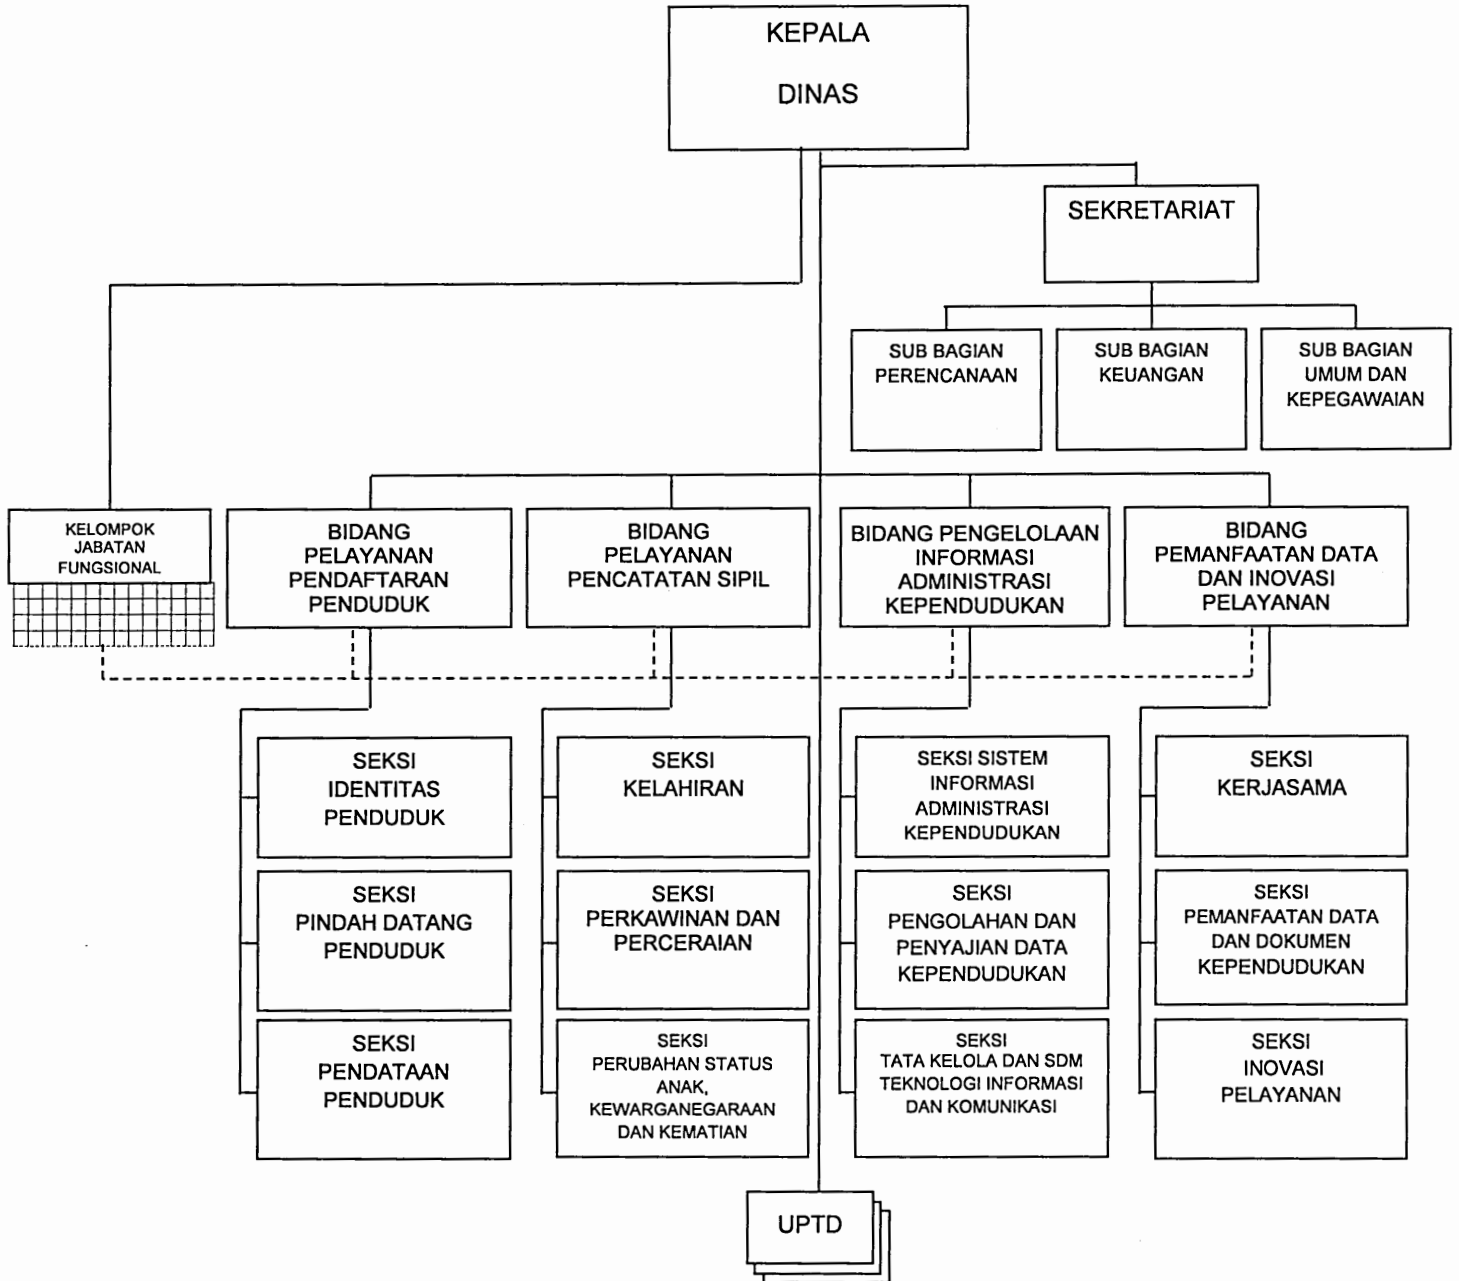 KEPALA
DINAS
SEKRETARIAT
SUB BAGIAN
PERENCANAAN
SUB BAGIAN
KEUANGAN
SUB BAGIAN
UMUM DAN
KEPEGAWAIAN
KELOMPOK
JABATAN
FUNGSIONAL
BIDANG
PELAYANAN
PENDAFTARAN
PENDUDUK
BIDANG
PELAYANAN
PENCATATAN SIPIL
BIDANG PENGELOLAAN
INFORMASI
ADMINISTRASI
KEPENDUDUKAN
BIDANG
PEMANFAATAN DATA
DAN INOVASI
PELAYANAN
SEKSI
IDENTITAS
PENDUDUK
SEKSI
KELAHIRAN
SEKSI SISTEM
INFORMASI
ADMINISTRASI
KEPENDUDUKAN
SEKSI
KERJASAMA
SEKSI
PINDAH DATANG
PENDUDUK
SEKSI
PERKAWINAN DAN
PERCERAIAN
SEKSI
PENGOLAHAN DAN
PENYAJIAN DATA
KEPENDUDUKAN
SEKSI
PEMANFAATAN DATA
DAN DOKUMEN
KEPENDUDUKAN
SEKSI
PENDATAAN
PENDUDUK
SEKSI
PERUBAHAN STATUS
ANAK,
KEWARGANEGARAAN
DAN KEMATIAN
SEKSI
TATA KELOLA DAN SDM
TEKNOLOGI INFORMASI
DAN KOMUNIKASI
SEKSI
INOVASI
PELAYANAN
UPTD